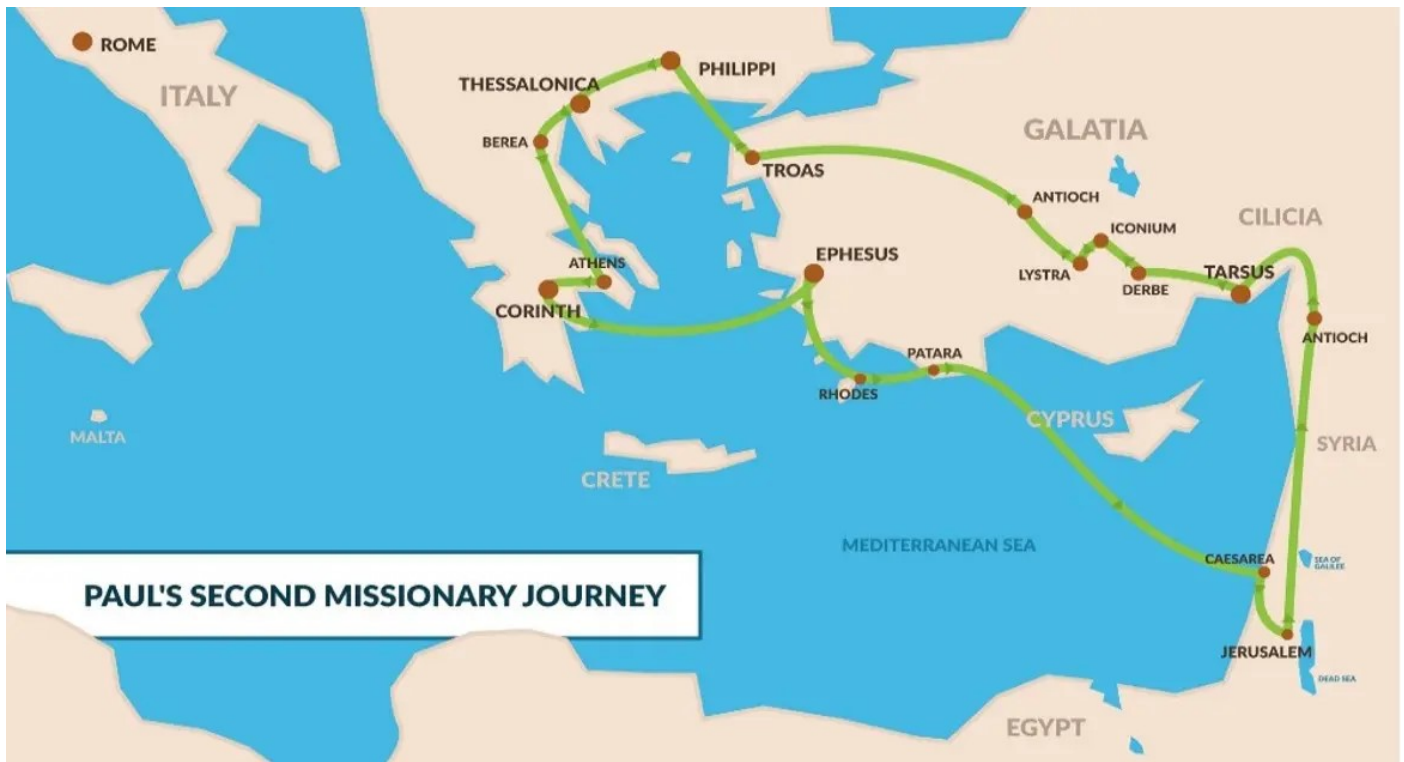 ROME
PHILIPPI
THESSALONICA
ITALY
GALATIA
BEREA
TROAS
ANTIOCH
CILICIA
ICONIUM
EPHESUS
ATHENS
LYSTRA
TARSUS
DERBE
CORINTH
ANTIOCH
PATARA
RHODES
CYPRUS
MALTA
SYRIA
CRETE
MEDITERRANEAN SEA
CAESAREA
SEA OF
GALILEE
PAUL'S SECOND MISSIONARY JOURNEY
JERUSALEM
DEAD SEA
EGYPT